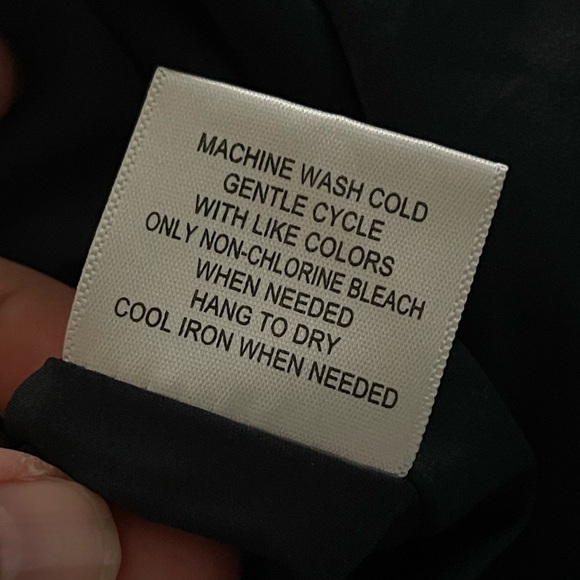 MACHINE WASH COLD
GENTLE CYCLE
WITH LIKE COLORS
ONLY NON-CHLORINE BLEACH
WHEN NEEDED
HANG TO DRY
COOL IRON WHEN NEEDED